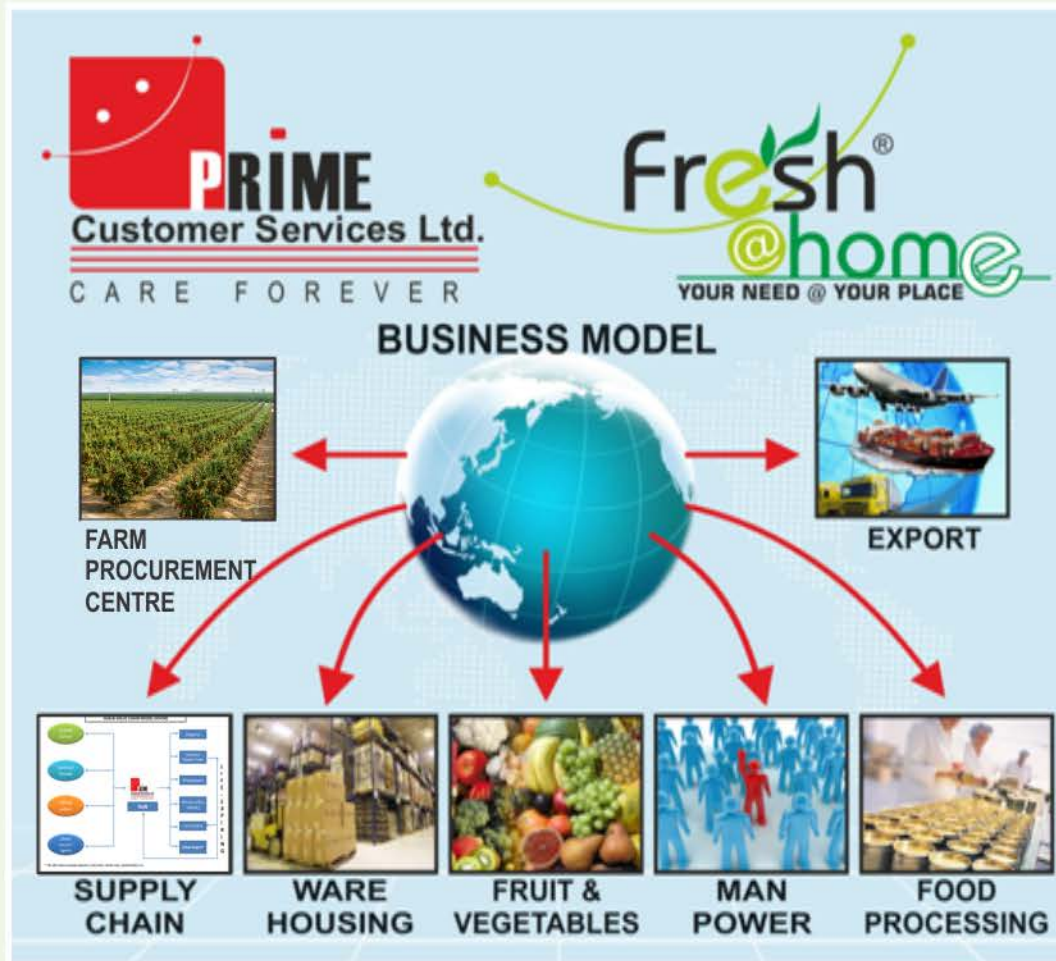 PRIME
Customer Services Ltd.
CARE FOREVER
Fresh®
@home
YOUR NEED @ YOUR PLACE
BUSINESS MODEL
FARM
PROCUREMENT
CENTRE
EXPORT
SUPPLY
CHAIN
WARE
HOUSING
FRUIT &
VEGETABLES
MAN
POWER
FOOD
PROCESSING